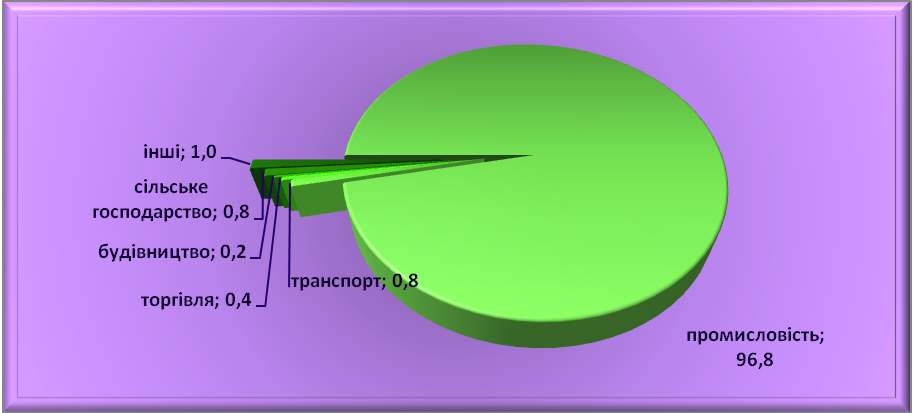 інші; 1,0
сільське
господарство; 0,8
будівництво; 0,2
торгівля; 0,4
транспорт; 0,8
промисловість;
96,8